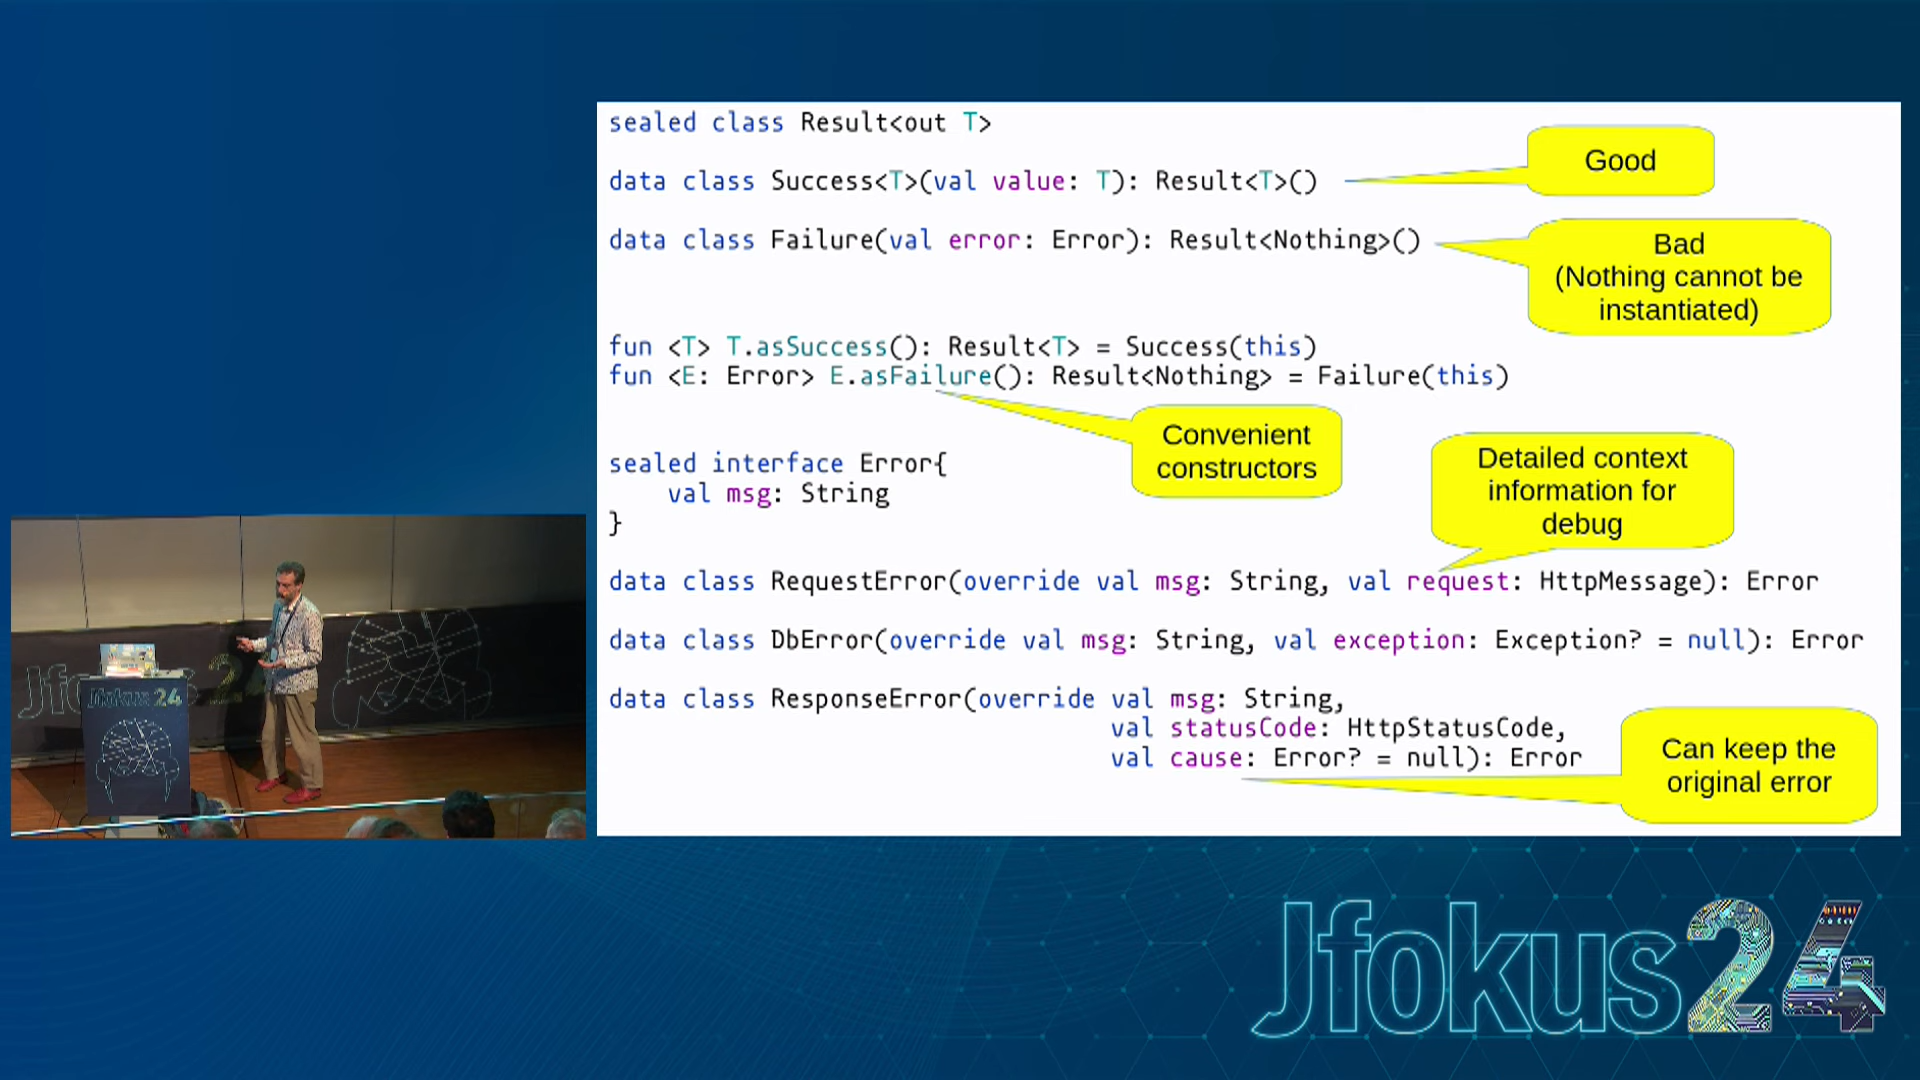 sealed class Result<out T>
Good
data class Success<T>(val value: T): Result<T>()
data class Failure(val error: Error): Result<Nothing>()
Bad
(Nothing cannot be
instantiated)
fun <T> T.asSuccess(): Result<T> = Success(this)
fun <E: Error> E.asFailure(): Result<Nothing> = Failure(this)
Convenient
constructors
sealed interface Error{
val msg: String
}
Detailed context
information for
debug
data class RequestError(override val msg: String, val request: HttpMessage): Error
data class DbError(override val msg: String, val exception: Exception? = null): Error
data class ResponseError(override val msg: String,
val statusCode: HttpStatusCode,
val cause: Error? = null): Error
Can keep the
original error
Jfokus 24
Jfokus24